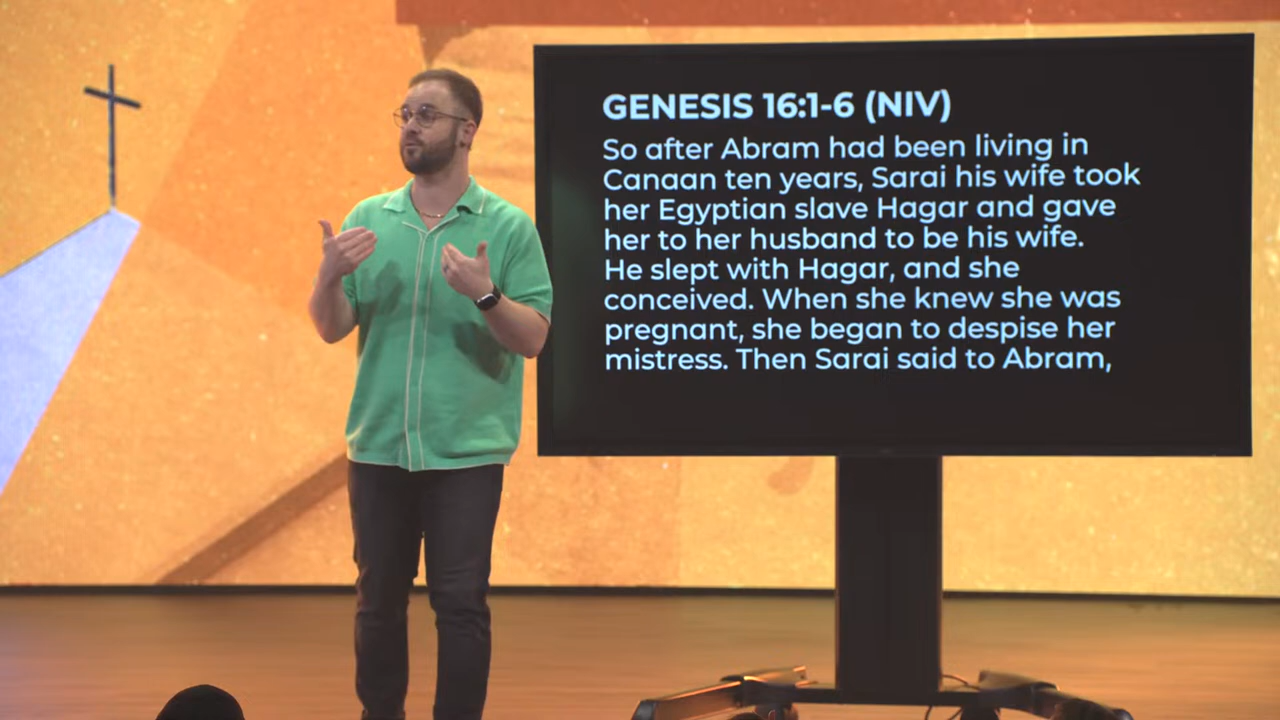 GENESIS 16:1-6 (NIV)
So after Abram had been living in
Canaan ten years, Sarai his wife took
her Egyptian slave Hagar and gave
her to her husband to be his wife.
He slept with Hagar, and she
conceived. When she knew she was
pregnant, she began to despise her
mistress. Then Sarai said to Abram,